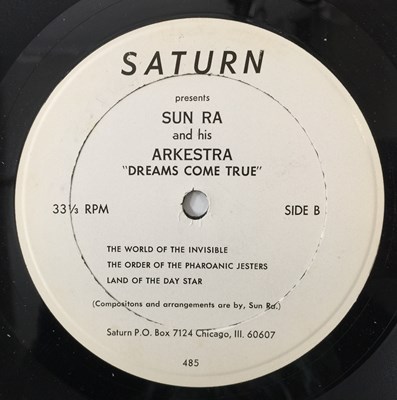 SATURN
presents
SUN RA
and his
ARKESTRA
"DREAMS COME TRUE"
33⅓ RPM SIDE B
THE WORLD OF THE INVISIBLE
THE ORDER OF THE PHAROANIC JESTERS
LAND OF THE DAY STAR
(Compositons and arrangements are by, Sun Ra.)
Saturn P.O. Box 7124 Chicago, Ill. 60607
485